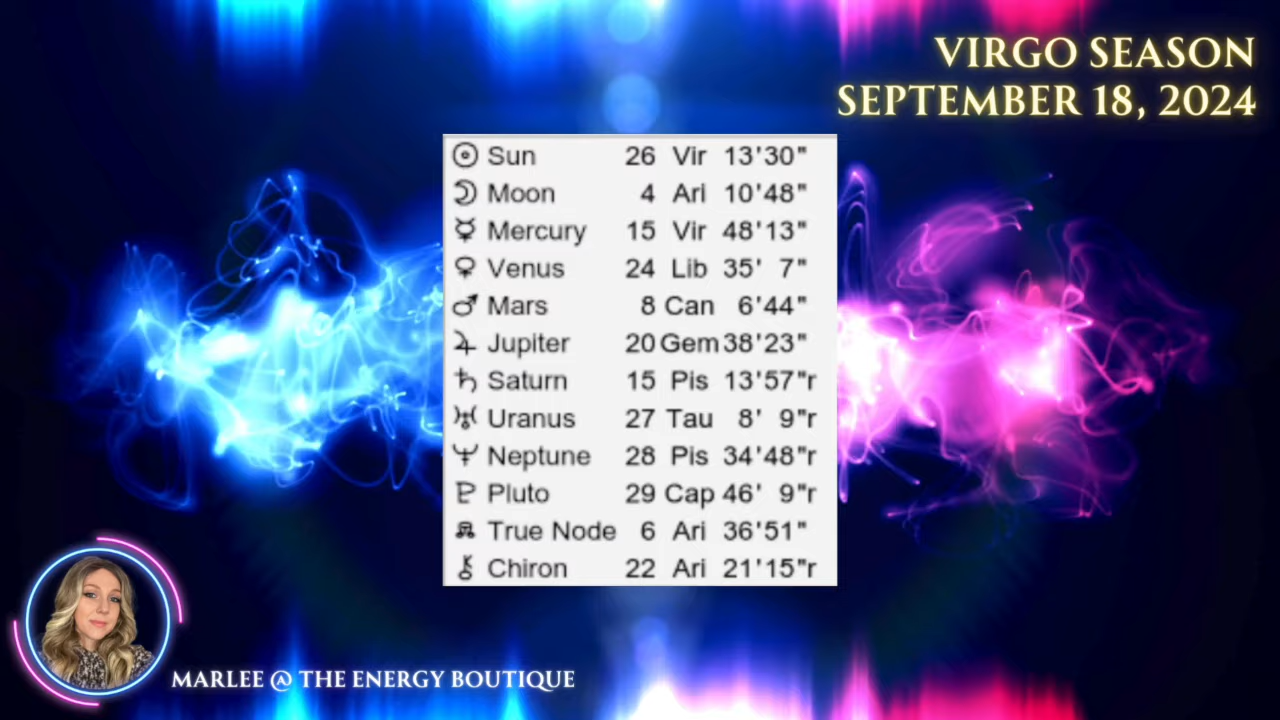 VIRGO SEASON
SEPTEMBER 18, 2024
Sun 26 Vir 13'30"
Moon 4 Ari 10'48"
Mercury 15 Vir 48'13"
Venus 24 Lib 35' 7"
Mars 8 Can 6'44"
Jupiter 20 Gem 38'23"
Saturn 15 Pis 13'57"r
Uranus 27 Tau 8' 9"r
Neptune 28 Pis 34'48"r
Pluto 29 Cap 46' 9"r
True Node 6 Ari 36'51"
Chiron 22 Ari 21'15"r
MARLEE @ THE ENERGY BOUTIQUE